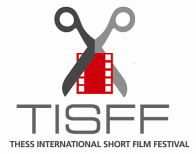 TISFF
THESS INTERNATIONAL SHORT FILM FESTIVAL